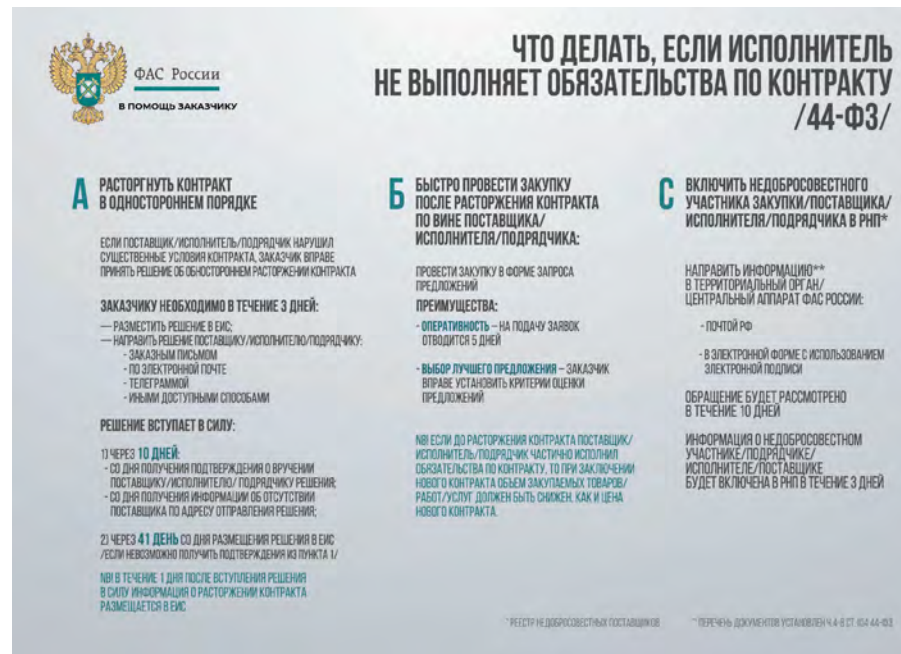 ФАС России
В ПОМОЩЬ ЗАКАЗЧИКУ
ЧТО ДЕЛАТЬ, ЕСЛИ ИСПОЛНИТЕЛЬ
НЕ ВЫПОЛНЯЕТ ОБЯЗАТЕЛЬСТВА ПО КОНТРАКТУ
/44-ФЗ/
А РАСТОРГНУТЬ КОНТРАКТ
В ОДНОСТОРОННЕМ ПОРЯДКЕ
ЕСЛИ ПОСТАВЩИК/ИСПОЛНИТЕЛЬ/ПОДРЯДЧИК НАРУШИЛ
СУЩЕСТВЕННЫЕ УСЛОВИЯ КОНТРАКТА, ЗАКАЗЧИК ВПРАВЕ
ПРИНЯТЬ РЕШЕНИЕ ОБ ОБНОСТОРОННЕМ РАСТОРЖЕНИИ КОНТРАКТА
ЗАКАЗЧИКУ НЕОБХОДИМО В ТЕЧЕНИЕ 3 ДНЕЙ:
— РАЗМЕСТИТЬ РЕШЕНИЕ В ЕИС;
— НАПРАВИТЬ РЕШЕНИЕ ПОСТАВЩИКУ/ИСПОЛНИТЕЛЮ/ПОДРЯДЧИКУ:
- ЗАКАЗНЫМ ПИСЬМОМ
- ПО ЭЛЕКТРОННОЙ ПОЧТЕ
- ТЕЛЕГРАММОЙ
- ИНЫМИ ДОСТУПНЫМИ СПОСОБАМИ
РЕШЕНИЕ ВСТУПАЕТ В СИЛУ:
1) ЧЕРЕЗ 10 ДНЕЙ:
- СО ДНЯ ПОЛУЧЕНИЯ ПОДТВЕРЖДЕНИЯ О ВРУЧЕНИИ
ПОСТАВЩИКУ/ИСПОЛНИТЕЛЮ/ ПОДРЯДЧИКУ РЕШЕНИЯ;
- СО ДНЯ ПОЛУЧЕНИЯ ИНФОРМАЦИИ ОБ ОТСУТСТВИИ
ПОСТАВЩИКА ПО АДРЕСУ ОТПРАВЛЕНИЯ РЕШЕНИЯ;
2) ЧЕРЕЗ 41 ДЕНЬ СО ДНЯ РАЗМЕЩЕНИЯ РЕШЕНИЯ В ЕИС
/ЕСЛИ НЕВОЗМОЖНО ПОЛУЧИТЬ ПОДТВЕРЖДЕНИЯ ИЗ ПУНКТА 1/
NB! В ТЕЧЕНИЕ 1 ДНЯ ПОСЛЕ ВСТУПЛЕНИЯ РЕШЕНИЯ
В СИЛУ ИНФОРМАЦИЯ О РАСТОРЖЕНИИ КОНТРАКТА
РАЗМЕЩАЕТСЯ В ЕИС
Б БЫСТРО ПРОВЕСТИ ЗАКУПКУ
ПОСЛЕ РАСТОРЖЕНИЯ КОНТРАКТА
ПО ВИНЕ ПОСТАВЩИКА/
ИСПОЛНИТЕЛЯ/ПОДРЯДЧИКА:
ПРОВЕСТИ ЗАКУПКУ В ФОРМЕ ЗАПРОСА
ПРЕДЛОЖЕНИЙ
ПРЕИМУЩЕСТВА:
- ОПЕРАТИВНОСТЬ – НА ПОДАЧУ ЗАЯВОК
ОТВОДИТСЯ 5 ДНЕЙ
- ВЫБОР ЛУЧШЕГО ПРЕДЛОЖЕНИЯ – ЗАКАЗЧИК
ВПРАВЕ УСТАНОВИТЬ КРИТЕРИИ ОЦЕНКИ
ПРЕДЛОЖЕНИЙ
NB! ЕСЛИ ДО РАСТОРЖЕНИЯ КОНТРАКТА ПОСТАВЩИК/
ИСПОЛНИТЕЛЬ/ПОДРЯДЧИК ЧАСТИЧНО ИСПОЛНИЛ
ОБЯЗАТЕЛЬСТВА ПО КОНТРАКТУ, ТО ПРИ ЗАКЛЮЧЕНИИ
НОВОГО КОНТРАКТА ОБЪЕМ ЗАКУПАЕМЫХ ТОВАРОВ/
РАБОТ/УСЛУГ ДОЛЖЕН БЫТЬ СНИЖЕН, КАК И ЦЕНА
НОВОГО КОНТРАКТА.
С ВКЛЮЧИТЬ НЕДОБРОСОВЕСТНОГО
УЧАСТНИКА ЗАКУПКИ/ПОСТАВЩИКА/
ИСПОЛНИТЕЛЯ/ПОДРЯДЧИКА В РНП*
НАПРАВИТЬ ИНФОРМАЦИЮ**
В ТЕРРИТОРИАЛЬНЫЙ ОРГАН/
ЦЕНТРАЛЬНЫЙ АППАРАТ ФАС РОССИИ:
- ПОЧТОЙ РФ
- В ЭЛЕКТРОННОЙ ФОРМЕ С ИСПОЛЬЗОВАНИЕМ
ЭЛЕКТРОННОЙ ПОДПИСИ
ОБРАЩЕНИЕ БУДЕТ РАССМОТРЕНО
В ТЕЧЕНИЕ 10 ДНЕЙ
ИНФОРМАЦИЯ О НЕДОБРОСОВЕСТНОМ
УЧАСТНИКЕ/ПОДРЯДЧИКЕ/
ИСПОЛНИТЕЛЕ/ПОСТАВЩИКЕ
БУДЕТ ВКЛЮЧЕНА В РНП В ТЕЧЕНИЕ 3 ДНЕЙ
* РЕЕСТР НЕДОБРОСОВЕСТНЫХ ПОСТАВЩИКОВ
** ПЕРЕЧЕНЬ ДОКУМЕНТОВ УСТАНОВЛЕН Ч.4-6 СТ. 104 44-ФЗ